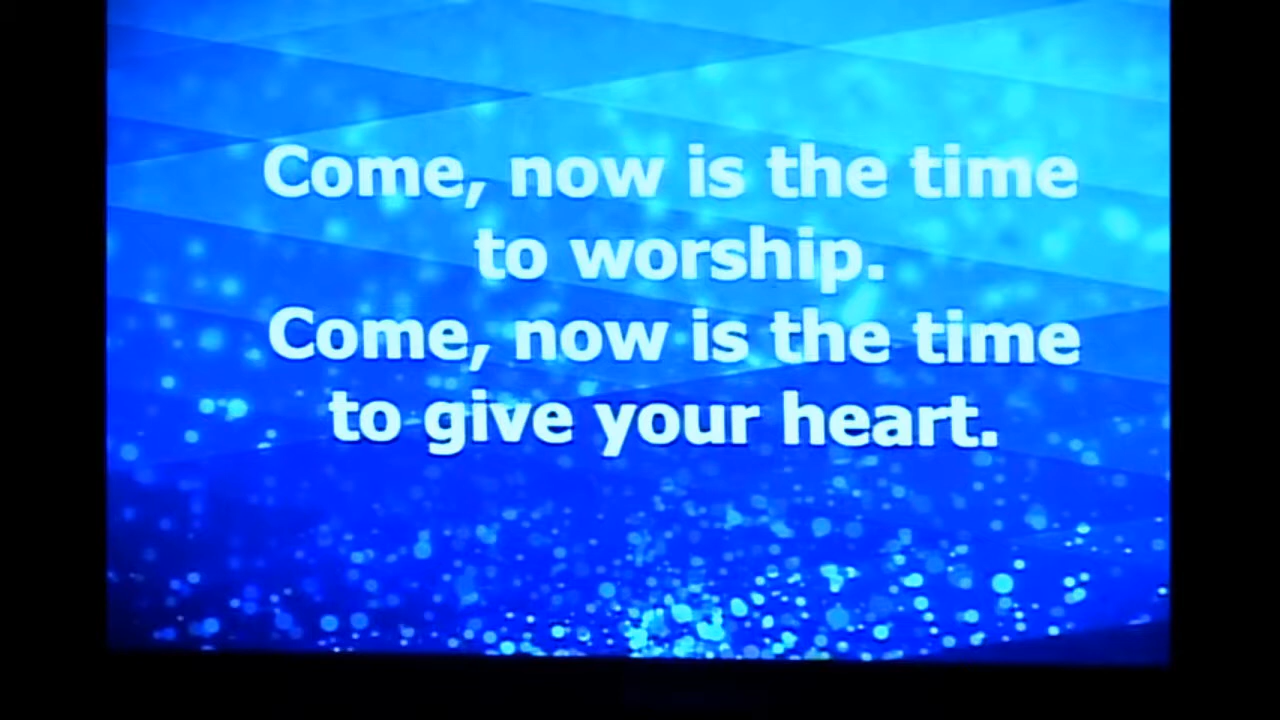 Come, now is the time
to worship.
Come, now is the time
to give your heart.